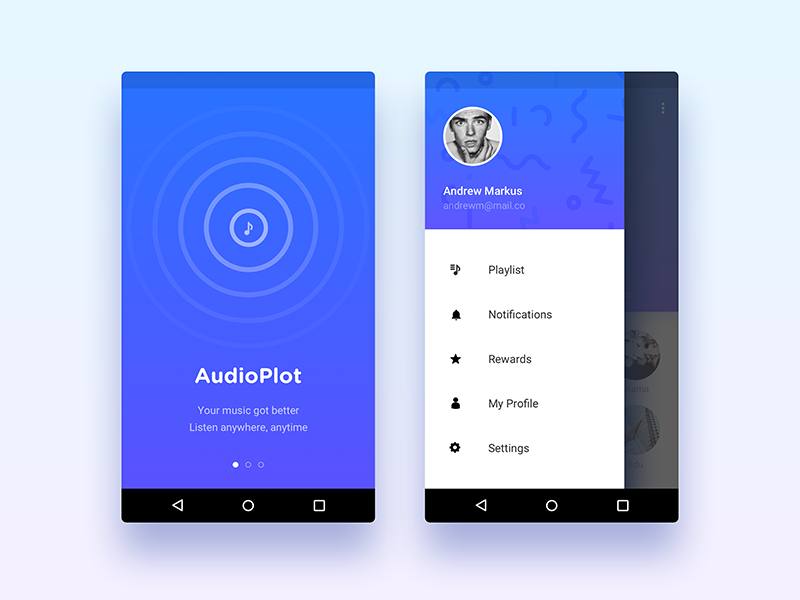 AudioPlot
Your music got better
Listen anywhere, anytime
Andrew Markus
andrewm@mail.co
Playlist
Notifications
Rewards
My Profile
Settings